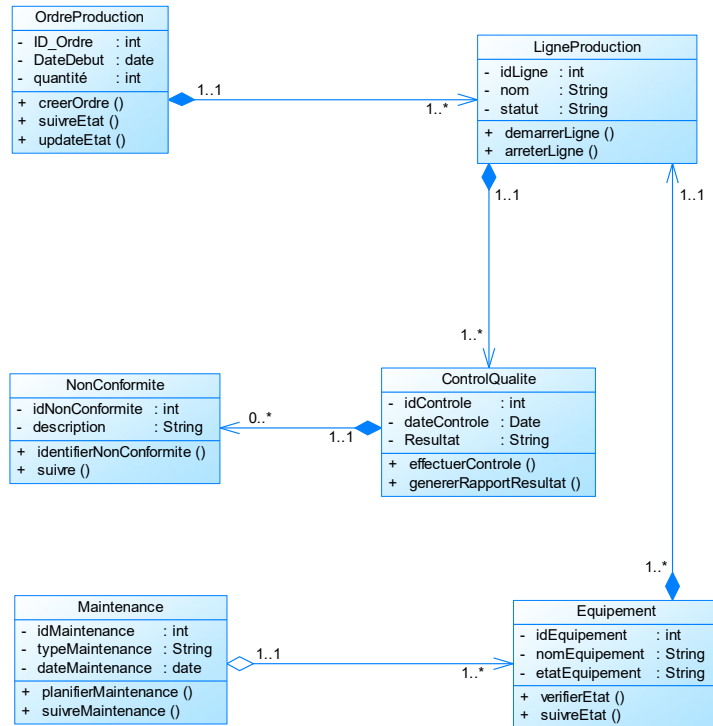 OrdreProduction
- ID_Ordre : int
- DateDebut : date
- quantité : int
+ creerOrdre ()
+ suivreEtat ()
+ updateEtat ()
1..1
1..*
LigneProduction
- idLigne : int
- nom : String
- statut : String
+ demarrerLigne ()
+ arreterLigne ()
1..1
1..1
1..*
NonConformite
- idNonConformite : int
- description : String
+ identifierNonConformite ()
+ suivre ()
0..*
1..1
ControlQualite
- idControle : int
- dateControle : Date
- Resultat : String
+ effectuerControle ()
+ genererRapportResultat ()
1..*
Maintenance
- idMaintenance : int
- typeMaintenance : String
- dateMaintenance : date
+ planifierMaintenance ()
+ suivreMaintenance ()
1..1
1..*
Equipement
- idEquipement : int
- nomEquipement : String
- etatEquipement : String
+ verifierEtat ()
+ suivreEtat ()